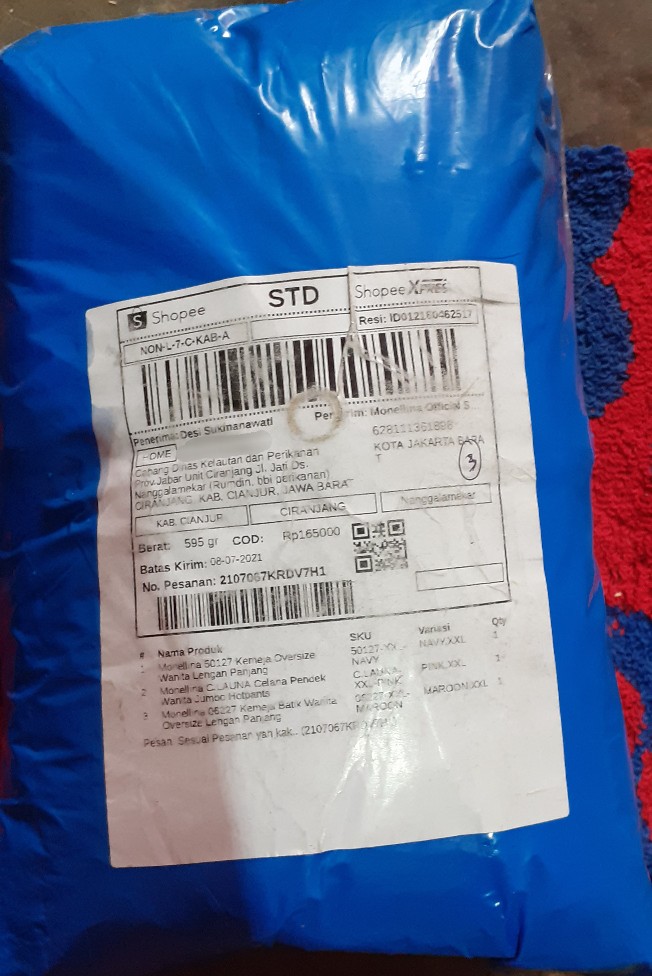 S Shopee
STD
Shopee XPRESS
NON-L-7-C-KAB-A
Resi: ID012180462517
Penerima: Desi Sukmanawati
Pengirim: Monellina Official S
628111361898
HOME
KOTA JAKARTA BARA
T
3
Cabang Dinas Kelautan dan Perikanan
Prov.Jabar Unit Ciranjang Jl. Jati Ds.
Nanggalamekar (Rumdin, bbi perikanan)
CIRANJANG, KAB. CIANJUR, JAWA BARAT
KAB. CIANJUR
CIRANJANG
Nanggalamekar
Berat: 595 gr COD: Rp165000
Batas Kirim: 08-07-2021
No. Pesanan: 2107067KRDV7H1
# Nama Produk SKU Variasi Qty
1 Monellina 50127 Kemeja Oversize NAVY,XXL 1
Wanita Lengan Panjang NAVY
2 Monellina C.LAUNA Celana Pendek PINK,XXL 1
Wanita Jumbo Hotpants
3 Monellina 06227 Kemeja Batix Wanita MAROON,XXL 1
Oversize Lengan Panjang MAROON
Pesan: Sesuai Pesanan yah kak..